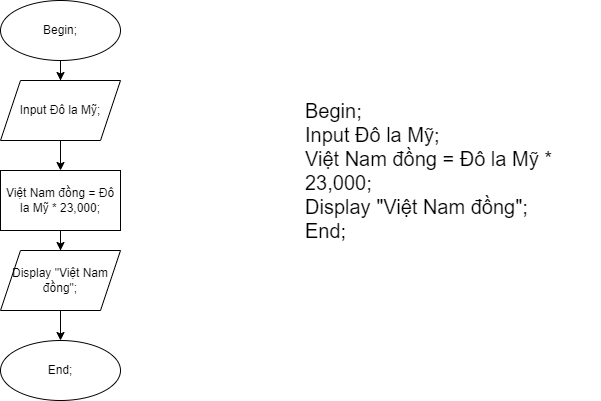 Begin;
Input Đô la Mỹ;
Việt Nam đồng = Đô
la Mỹ * 23,000;
Display "Việt Nam
đồng";
End;
Begin;
Input Đô la Mỹ;
Việt Nam đồng = Đô la Mỹ *
23,000;
Display "Việt Nam đồng";
End;